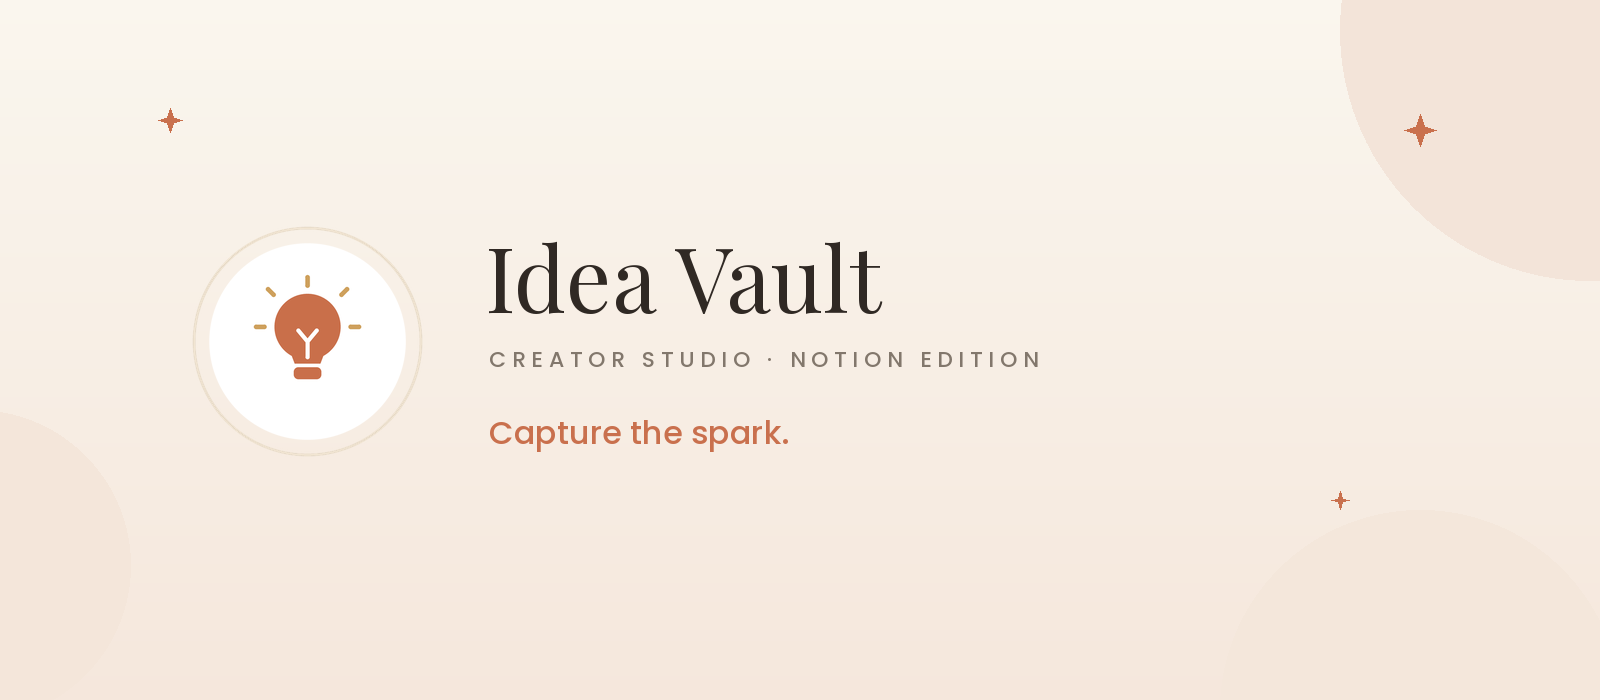 Idea Vault
CREATOR STUDIO · NOTION EDITION
Capture the spark.